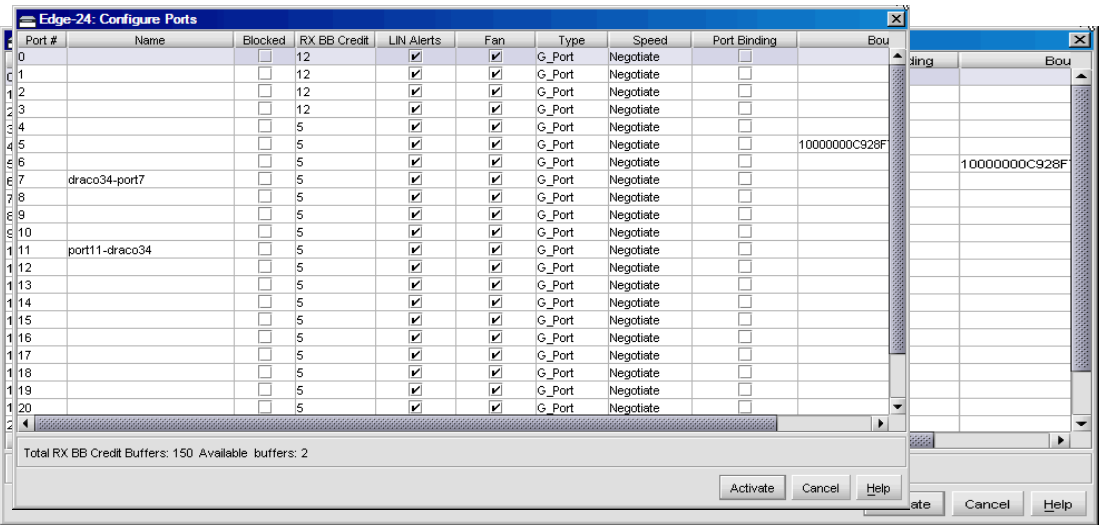 Edge-24: Configure Ports
Port # Name Blocked RX BB Credit LIN Alerts Fan Type Speed Port Binding Bou
0 12 G_Port Negotiate
1 12 G_Port Negotiate
2 12 G_Port Negotiate
3 12 G_Port Negotiate
4 5 G_Port Negotiate
5 5 G_Port Negotiate 10000000C928F
6 5 G_Port Negotiate
7 draco34-port7 5 G_Port Negotiate
8 5 G_Port Negotiate
9 5 G_Port Negotiate
10 5 G_Port Negotiate
11 port11-draco34 5 G_Port Negotiate
12 5 G_Port Negotiate
13 5 G_Port Negotiate
14 5 G_Port Negotiate
15 5 G_Port Negotiate
16 5 G_Port Negotiate
17 5 G_Port Negotiate
18 5 G_Port Negotiate
19 5 G_Port Negotiate
20 5 G_Port Negotiate
Total RX BB Credit Buffers: 150 Available buffers: 2
Activate Cancel Help
ding Bou
10000000C928F
ate Cancel Help